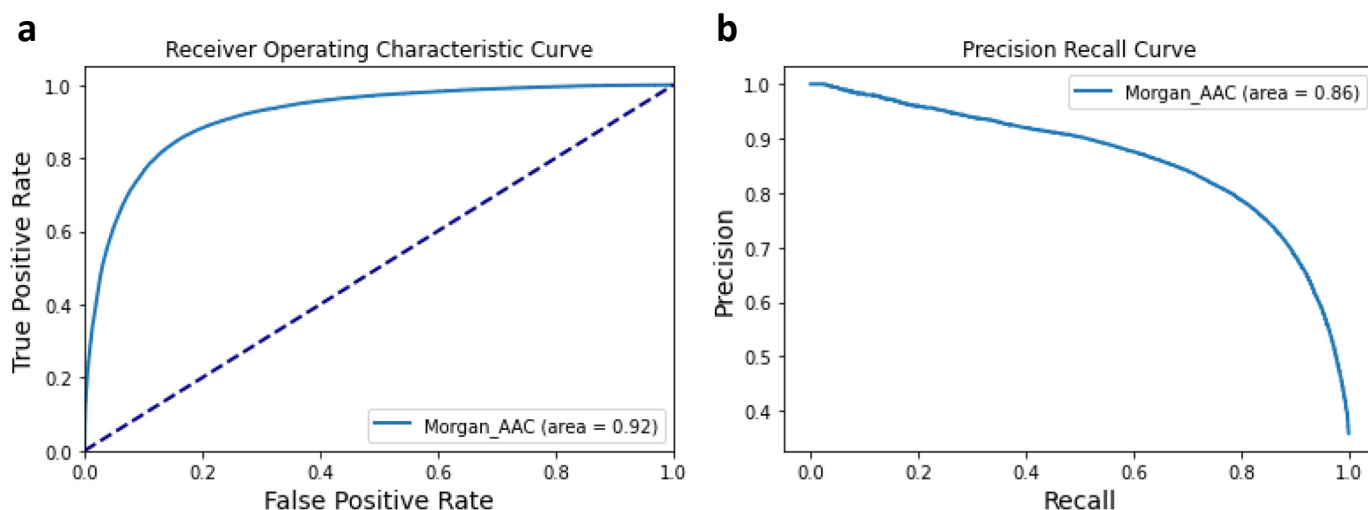 a
Receiver Operating Characteristic Curve
True Positive Rate
1.0
0.8
0.6
0.4
0.2
0.0
0.0 0.2 0.4 0.6 0.8 1.0
False Positive Rate
Morgan_AAC (area = 0.92)
b
Precision Recall Curve
Precision
1.0
0.9
0.8
0.7
0.6
0.5
0.4
0.0 0.2 0.4 0.6 0.8 1.0
Recall
Morgan_AAC (area = 0.86)